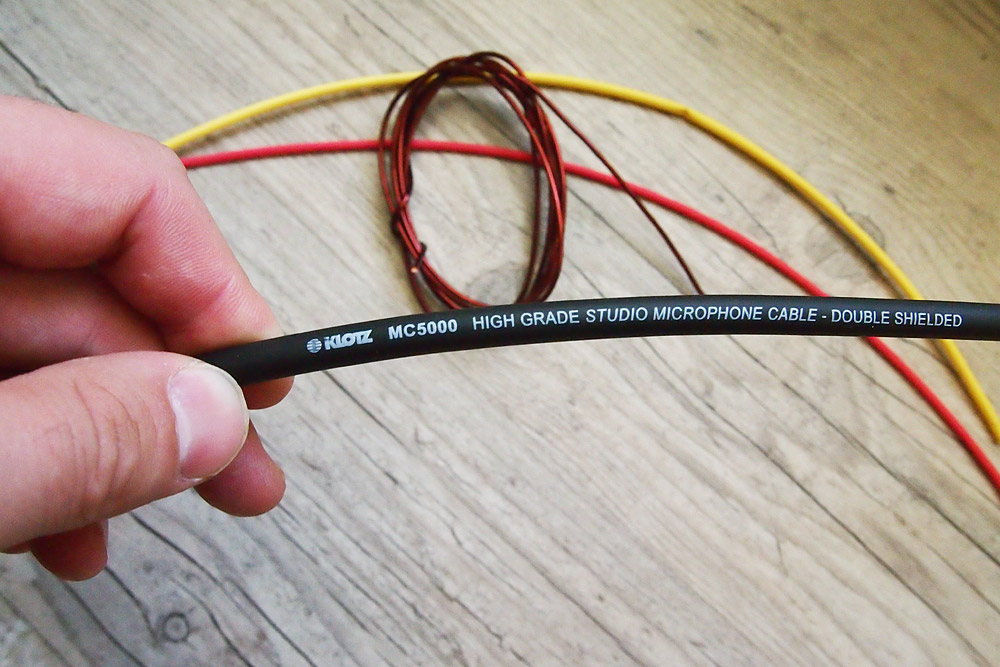 KLOTZ MC5000 HIGH GRADE STUDIO MICROPHONE CABLE - DOUBLE SHIELDED